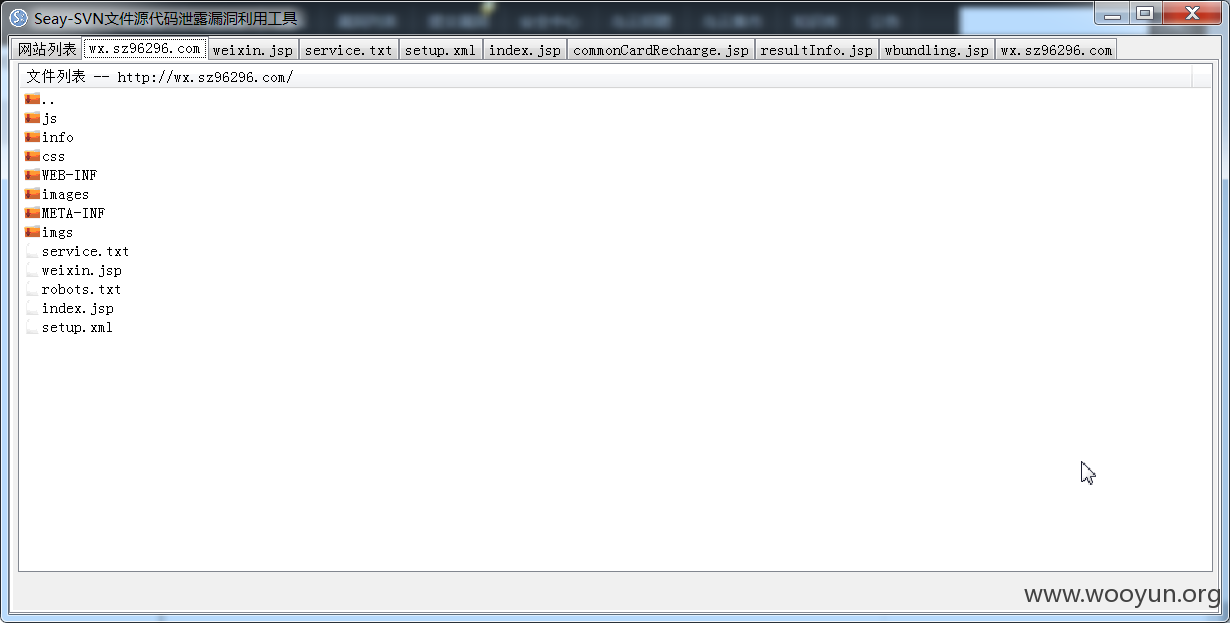 Seay-SVN文件源代码泄露漏洞利用工具
网站列表 wx.sz96296.com weixin.jsp service.txt setup.xml index.jsp commonCardRecharge.jsp resultInfo.jsp wbundling.jsp wx.sz96296.com
文件列表 -- http://wx.sz96296.com/
..
js
info
css
WEB-INF
images
META-INF
imgs
service.txt
weixin.jsp
robots.txt
index.jsp
setup.xml
www.wooyun.org